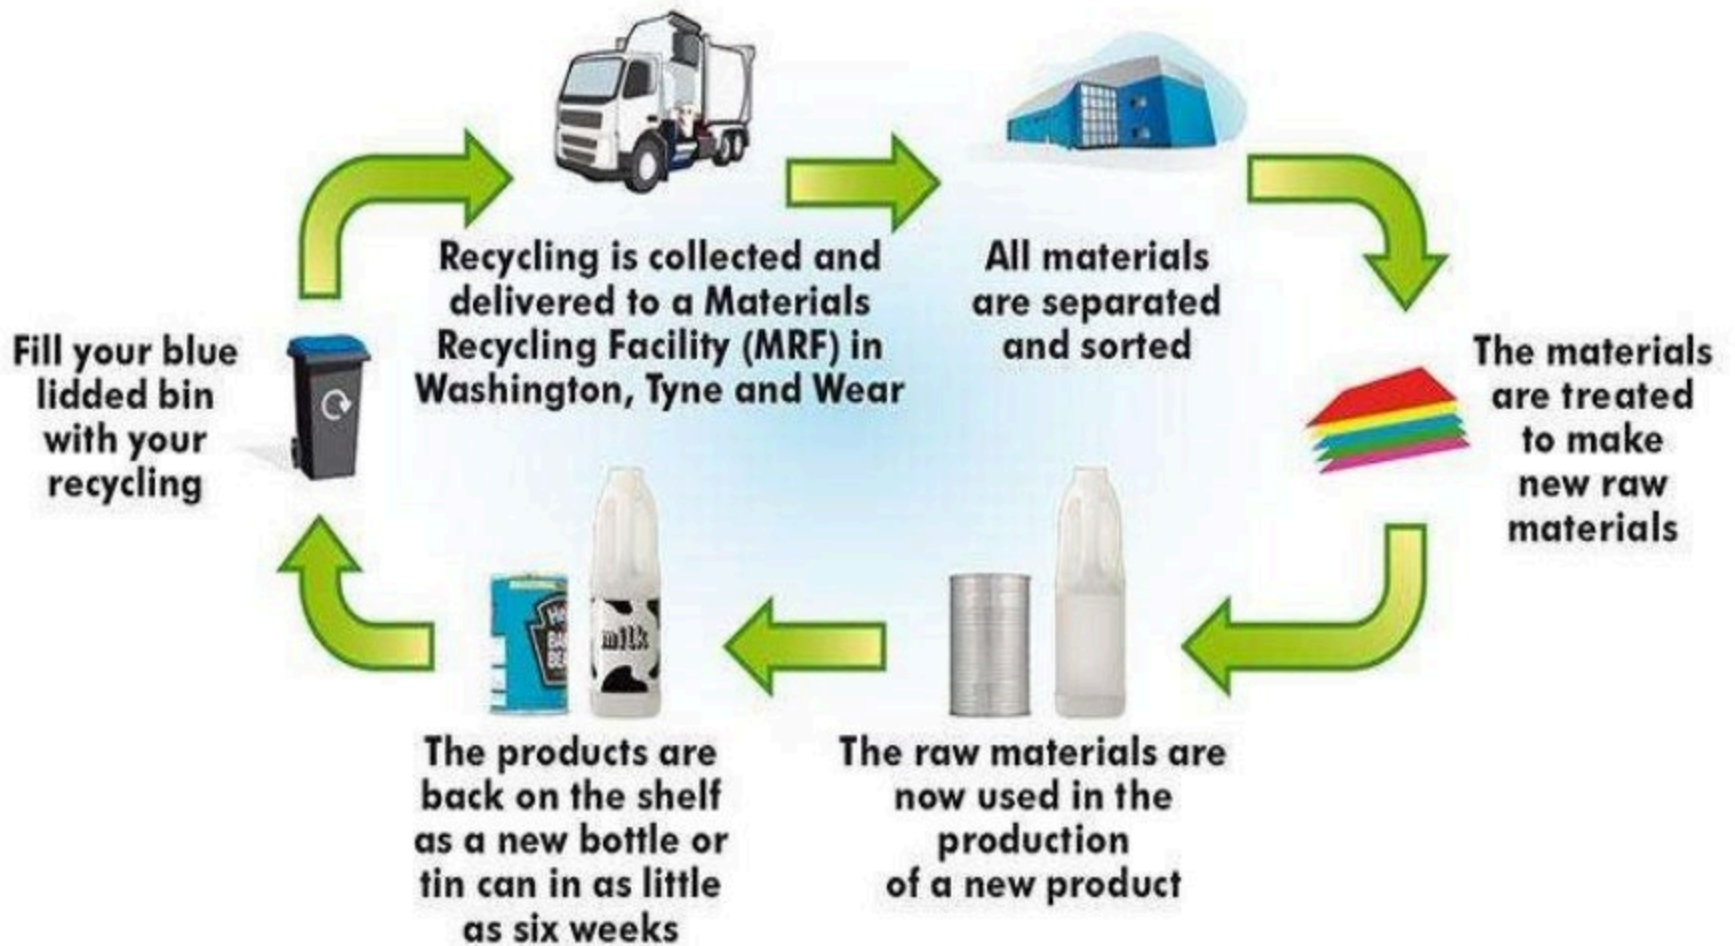 Fill your blue
lidded bin
with your
recycling
Recycling is collected and
delivered to a Materials
Recycling Facility (MRF) in
Washington, Tyne and Wear
All materials
are separated
and sorted
The materials
are treated
to make
new raw
materials
The raw materials are
now used in the
production
of a new product
milk
The products are
back on the shelf
as a new bottle or
tin can in as little
as six weeks